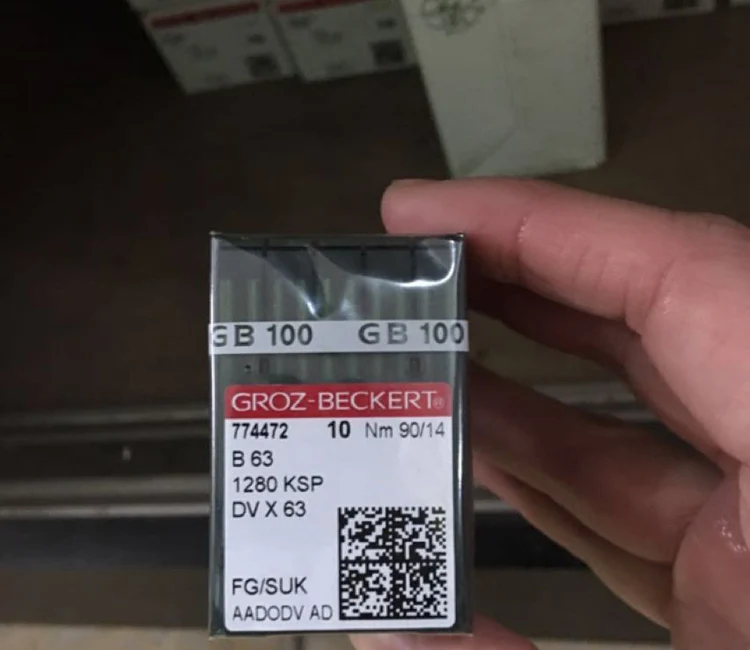 GB 100 GB 100
GROZ-BECKERT®
774472 10 Nm 90/14
B 63
1280 KSP
DV X 63
FG/SUK
AADODV AD